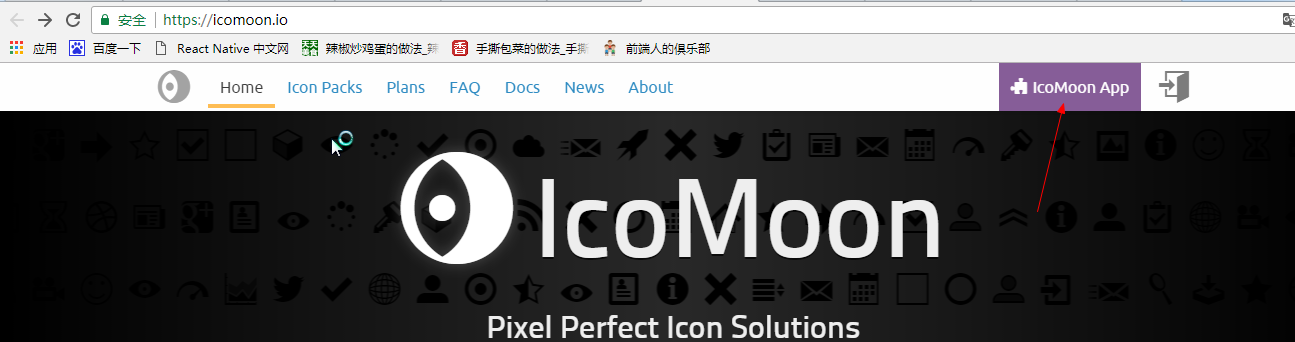 安全 https://icomoon.io
应用 百度一下 React Native 中文网 辣椒炒鸡蛋的做法_辣 手撕包菜的做法_手撕 前端人的俱乐部
Home Icon Packs Plans FAQ Docs News About IcoMoon App
IcoMoon
Pixel Perfect Icon Solutions